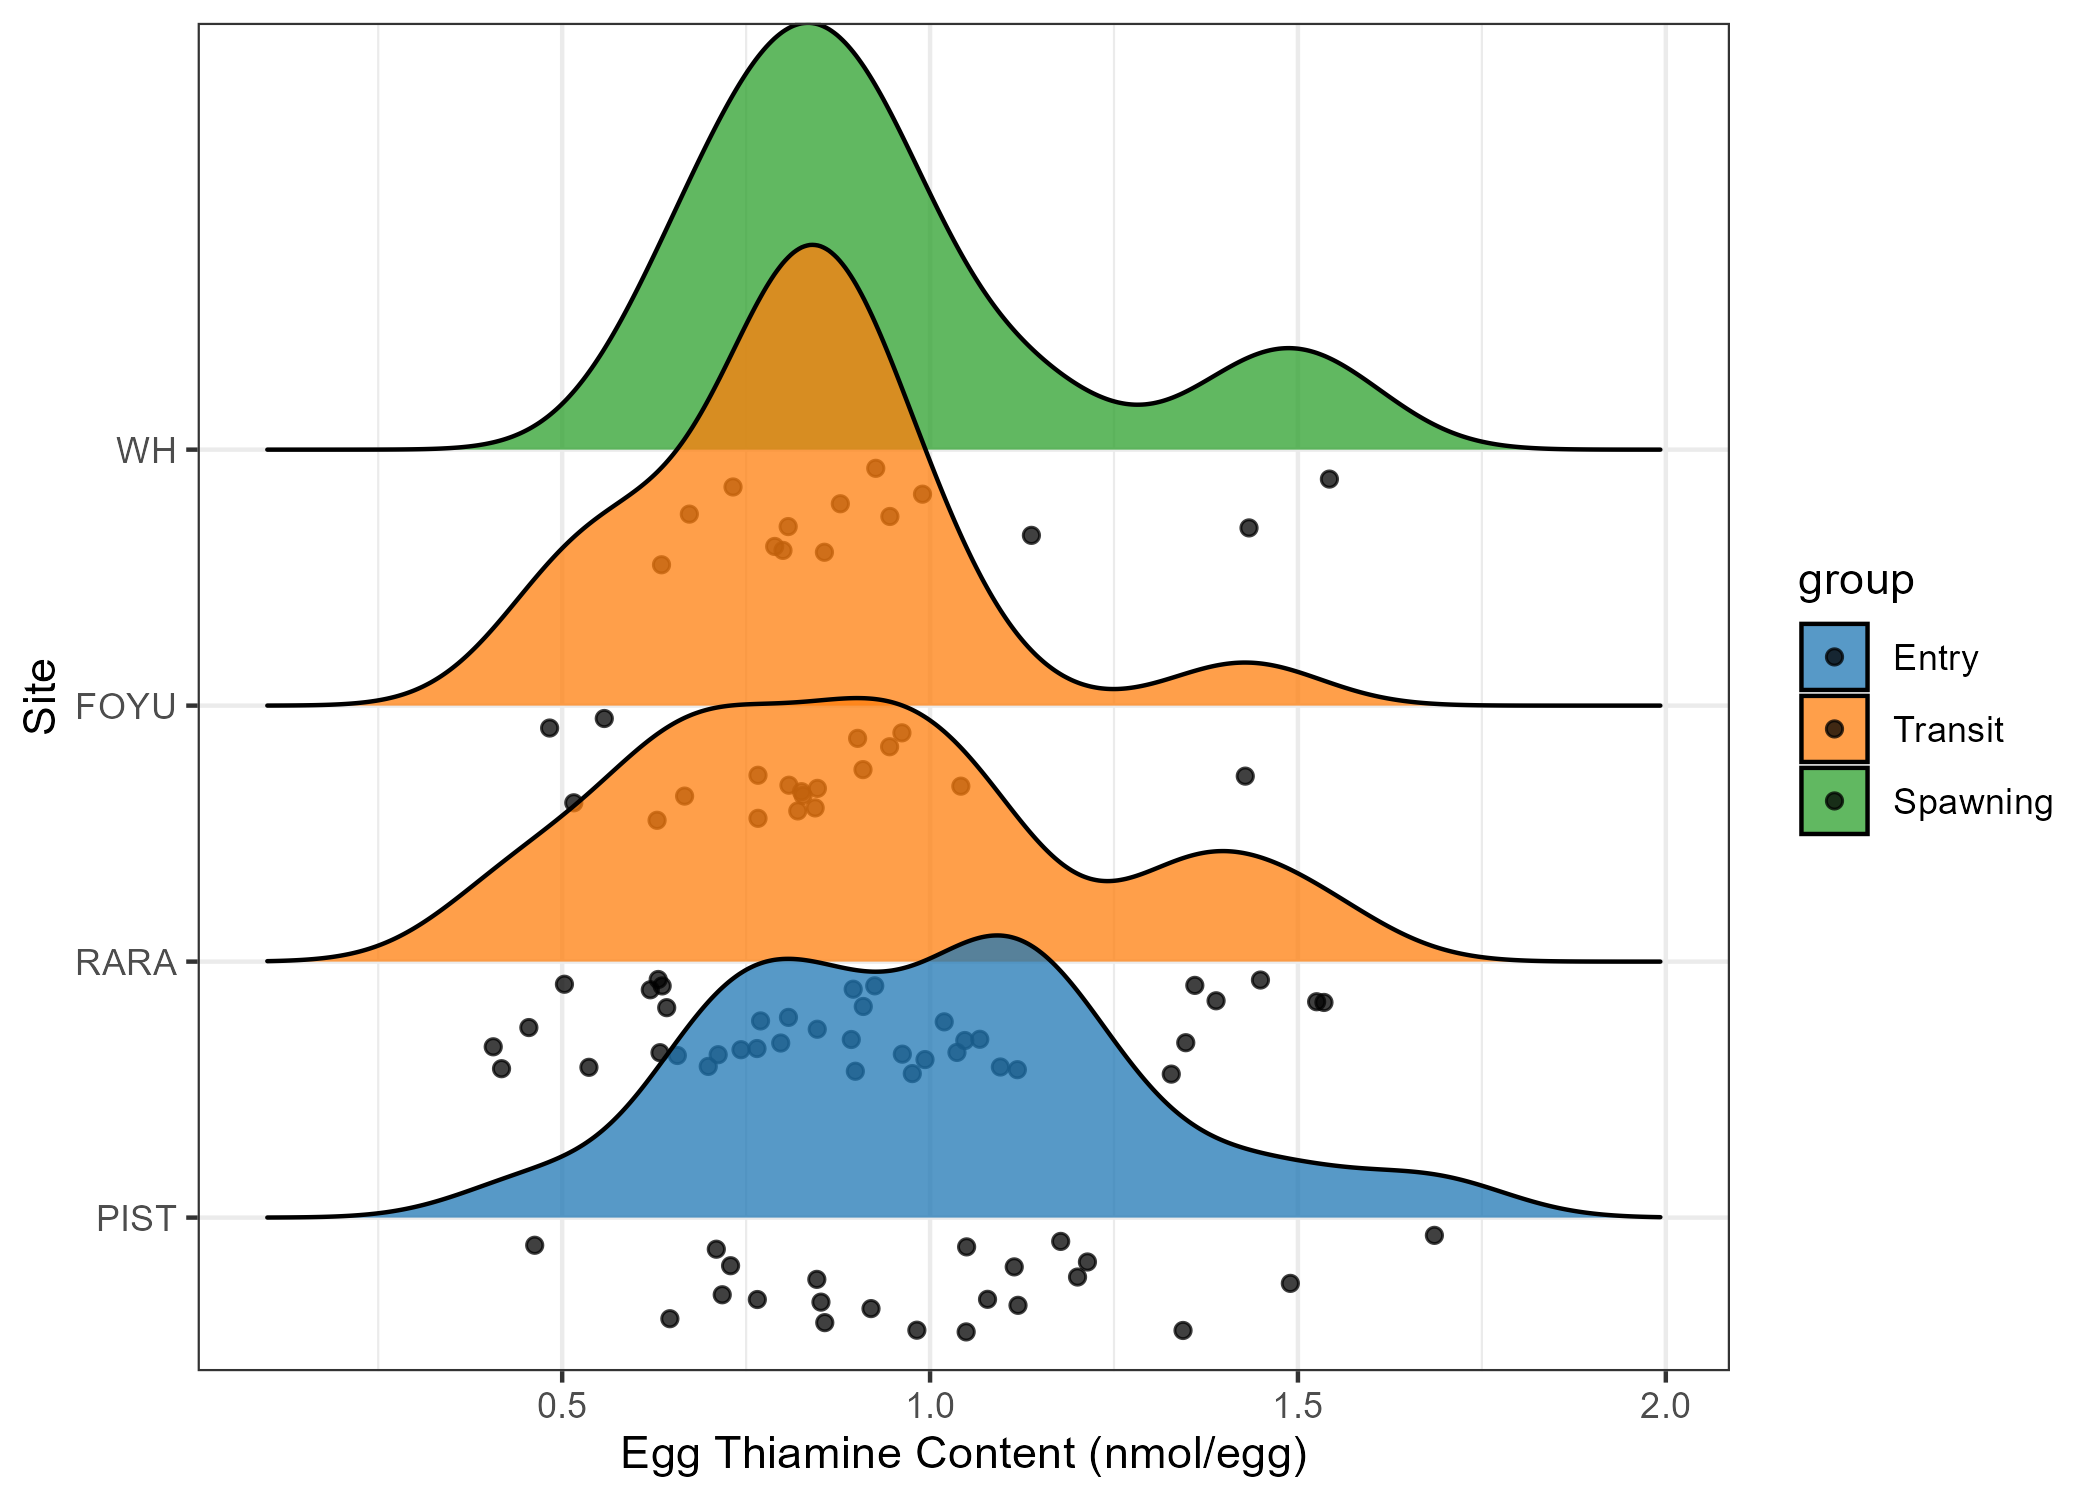 WH
FOYU
RARA
PIST
Site
0.5 1.0 1.5 2.0
Egg Thiamine Content (nmol/egg)
group
Entry
Transit
Spawning